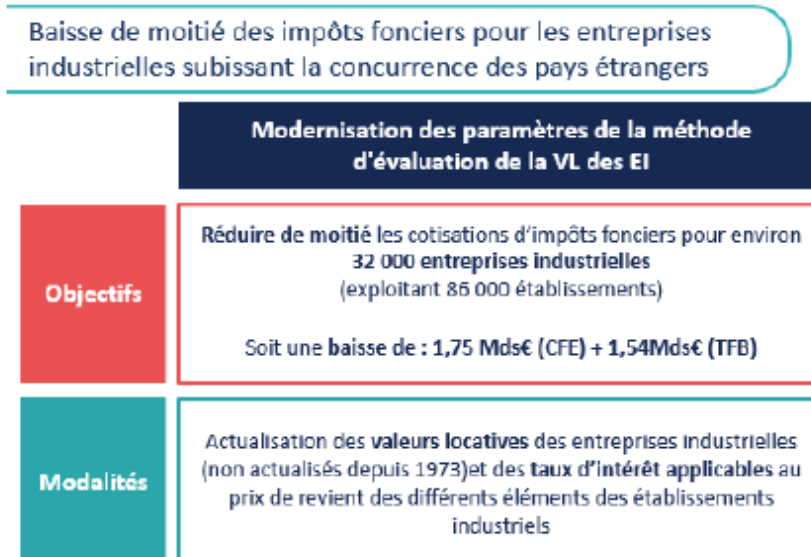 Baisse de moitié des impôts fonciers pour les entreprises
industrielles subissant la concurrence des pays étrangers
Modernisation des paramètres de la méthode
d'évaluation de la VL des EI
Objectifs
Réduire de moitié les cotisations d'impôts fonciers pour environ
32 000 entreprises industrielles
(exploitant 86 000 établissements)
Soit une baisse de : 1,75 Mds€ (CFE) + 1,54Mds€ (TFB)
Modalités
Actualisation des valeurs locatives des entreprises industrielles
(non actualisés depuis 1973)et des taux d'intérêt applicables au
prix de revient des différents éléments des établissements
industriels